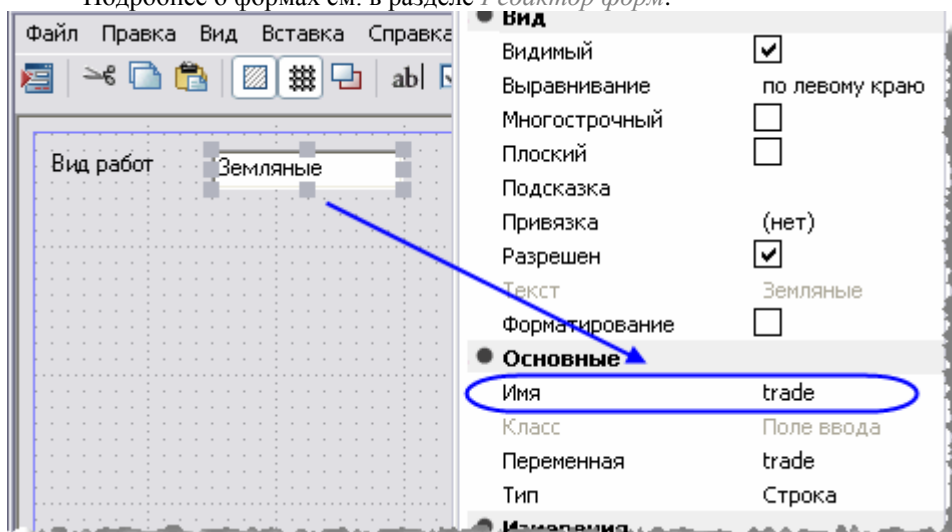 Подробнее о формах см. в разделе Редактор форм.
Файл Правка Вид Вставка Справка
ab|
Вид работ
Земляные
Вид
Видимый
Выравнивание по левому краю
Многострочный
Плоский
Подсказка
Привязка (нет)
Разрешен
Текст Земляные
Форматирование
Основные
Имя trade
Класс Поле ввода
Переменная trade
Тип Строка
Измерения